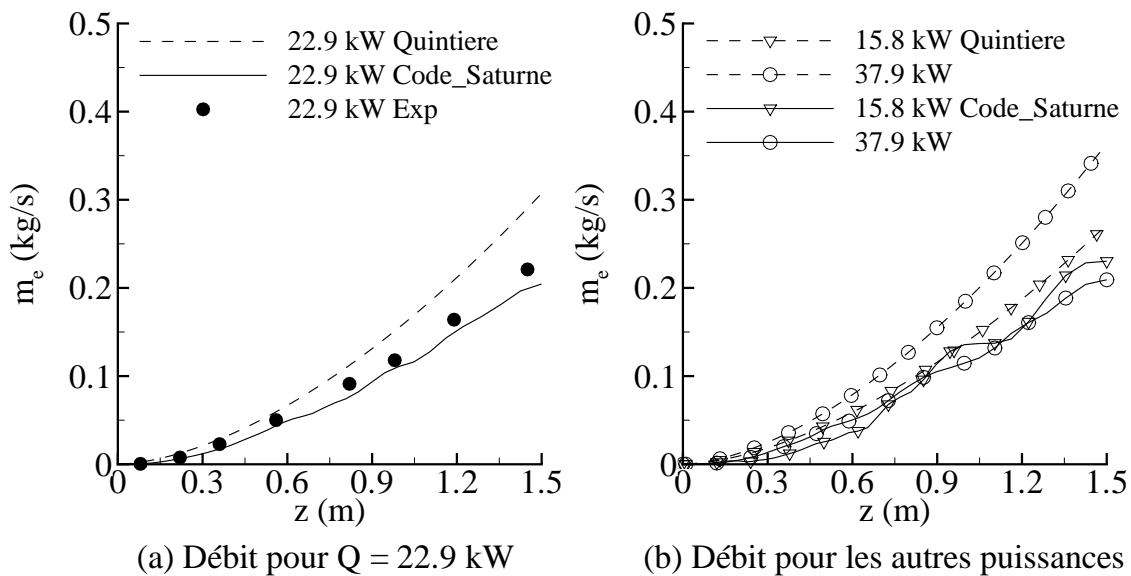 0.5
0.4
0.3
0.2
0.1
0
m_e (kg/s)
22.9 kW Quintiere
22.9 kW Code_Saturne
22.9 kW Exp
0 0.3 0.6 0.9 1.2 1.5
z (m)
(a) Débit pour Q = 22.9 kW
0.5
0.4
0.3
0.2
0.1
0
m_e (kg/s)
15.8 kW Quintiere
37.9 kW
15.8 kW Code_Saturne
37.9 kW
0 0.3 0.6 0.9 1.2 1.5
z (m)
(b) Débit pour les autres puissances